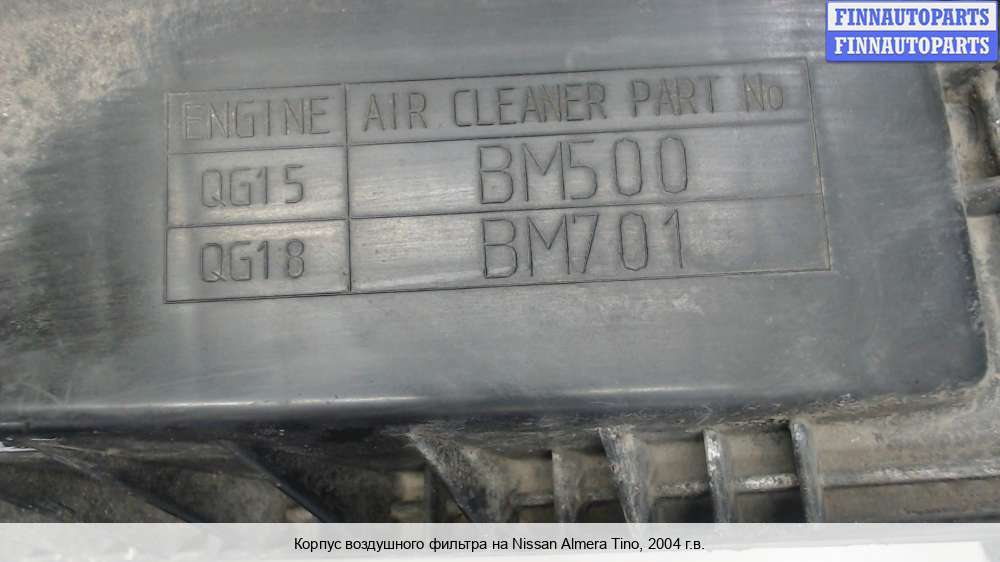 FINNAUTOPARTS
FINNAUTOPARTS
ENGINE AIR CLEANER PART No
QG15 BM500
QG18 BM701
Корпус воздушного фильтра на Nissan Almera Tino, 2004 г.в.